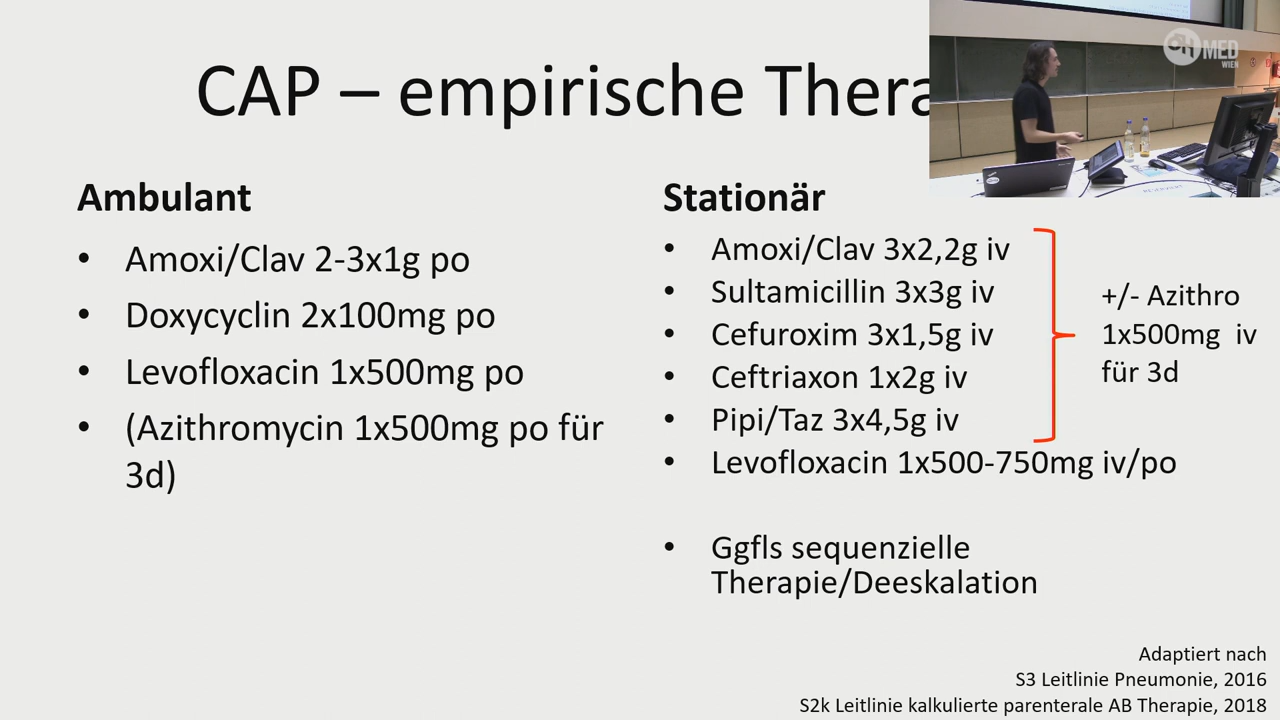 CAP – empirische Thera
MED
WIEN
Ambulant
• Amoxi/Clav 2-3x1g po
• Doxycyclin 2x100mg po
• Levofloxacin 1x500mg po
• (Azithromycin 1x500mg po für
3d)
Stationär
• Amoxi/Clav 3x2,2g iv
• Sultamicillin 3x3g iv
• Cefuroxim 3x1,5g iv
• Ceftriaxon 1x2g iv
• Pipi/Taz 3x4,5g iv
• Levofloxacin 1x500-750mg iv/po
+/- Azithro
1x500mg iv
für 3d
• Ggfls sequenzielle
Therapie/Deeskalation
Adaptiert nach
S3 Leitlinie Pneumonie, 2016
S2k Leitlinie kalkulierte parenterale AB Therapie, 2018